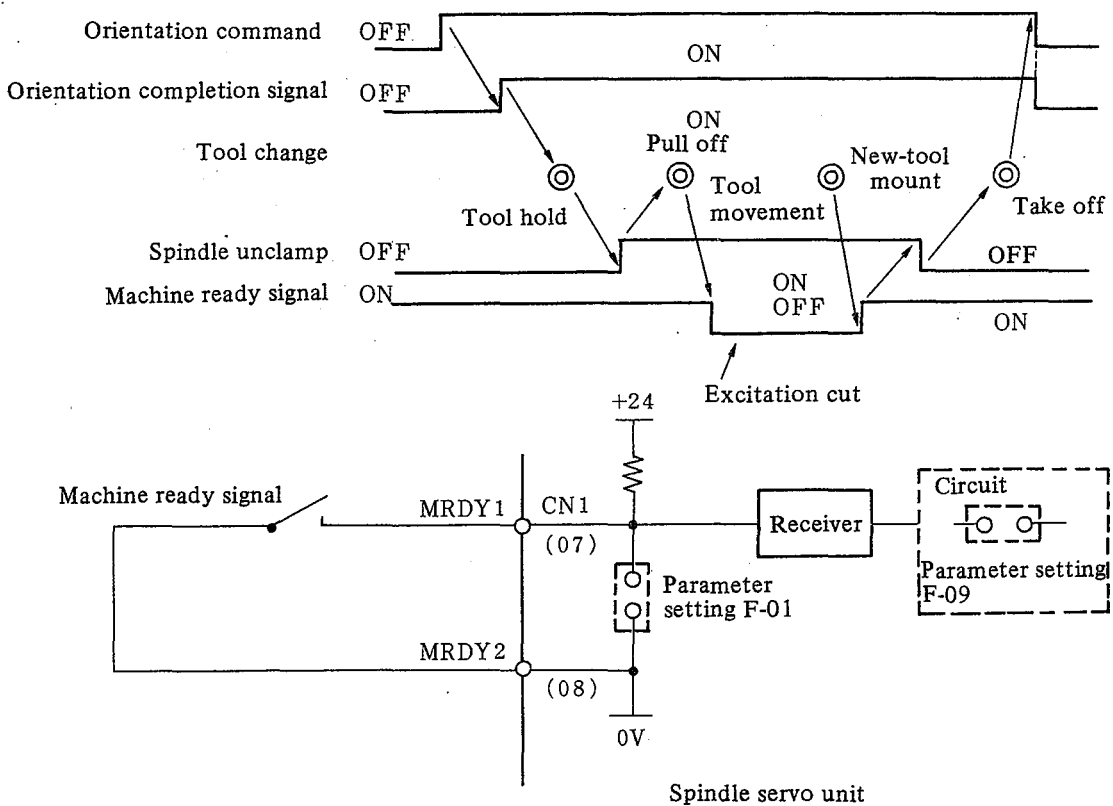 Orientation command OFF
ON
Orientation completion signal OFF
ON
Tool change
Pull off
New-tool
mount
Tool hold
Tool
movement
Take off
Spindle unclamp OFF
OFF
ON
Machine ready signal ON
OFF
ON
Excitation cut
+24
Machine ready signal
MRDY1
CN1
(07)
Receiver
Circuit
Parameter setting
F-09
Parameter
setting F-01
MRDY2
(08)
0V
Spindle servo unit